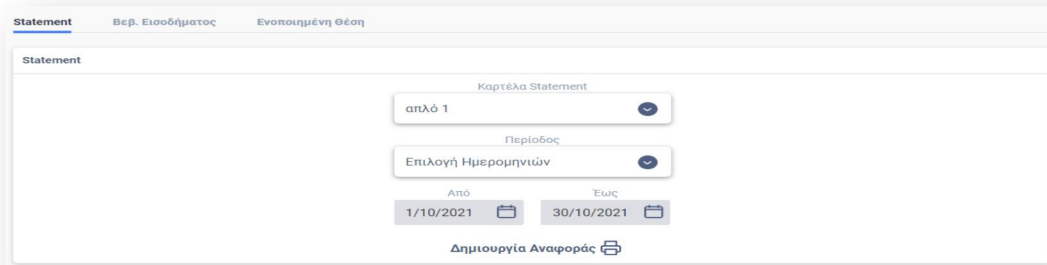 Statement Βεβ. Εισοδήματος Ενοποιημένη Θέση
Statement
Καρτέλα Statement
απλό 1
Περίοδος
Επιλογή Ημερομηνιών
Από Έως
1/10/2021 30/10/2021
Δημιουργία Αναφοράς